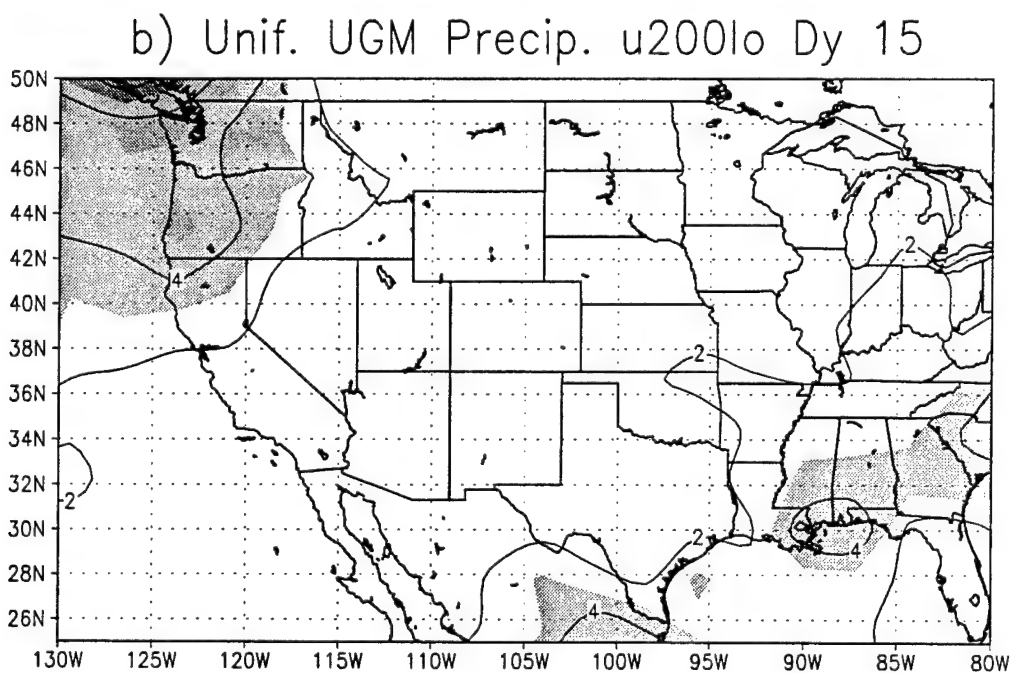 b) Unif. UGM Precip. u200lo Dy 15
50N
48N
46N
44N
42N
2
4
40N
38N
2
36N
34N
32N
2
30N
2
4
28N
4
26N
130W 125W 120W 115W 110W 105W 100W 95W 90W 85W 80W